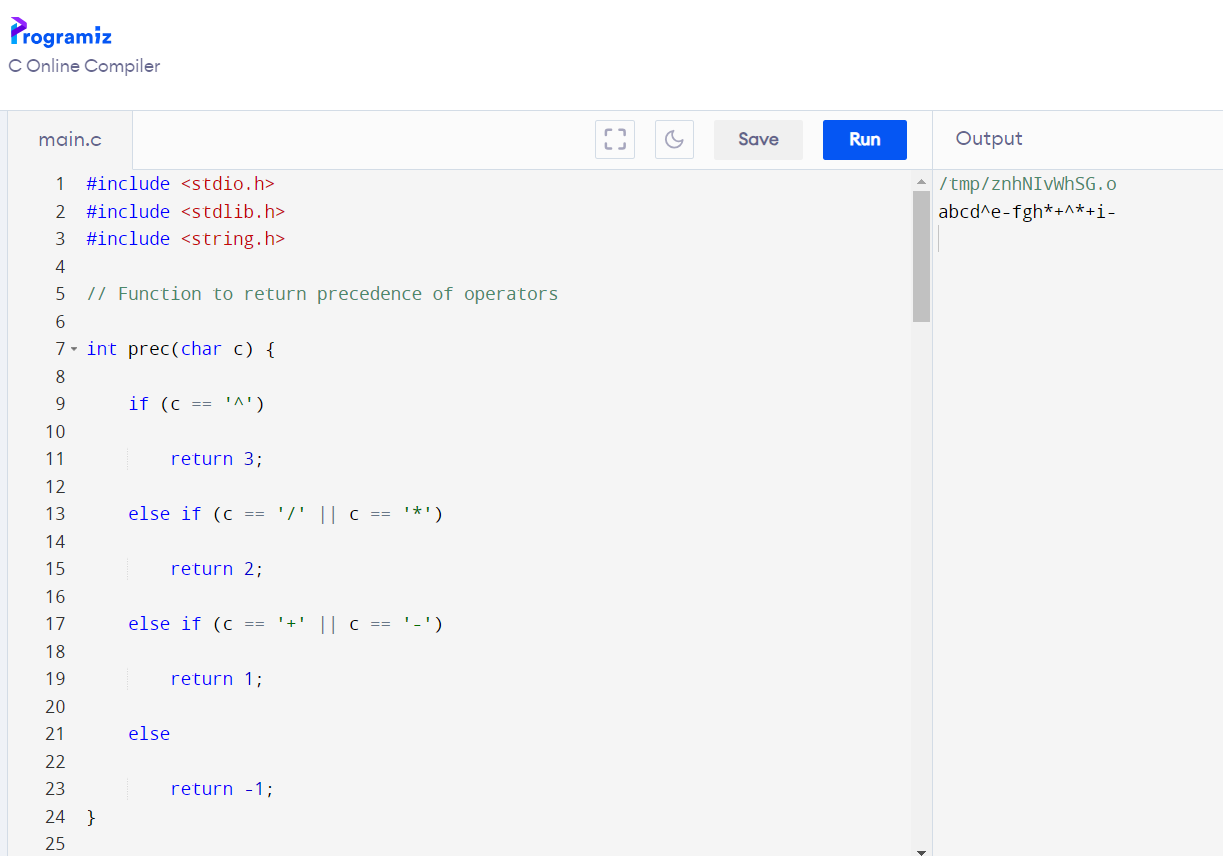 Programiz
C Online Compiler
main.c
Save
Run
Output
1 #include <stdio.h>
2 #include <stdlib.h>
3 #include <string.h>
4
5 // Function to return precedence of operators
6
7 int prec(char c) {
8
9 if (c == '^')
10
11 return 3;
12
13 else if (c == '/' || c == '*')
14
15 return 2;
16
17 else if (c == '+' || c == '-')
18
19 return 1;
20
21 else
22
23 return -1;
24 }
25
/tmp/znhNIvWhSG.o
abcd^e-fgh*+^*+i-